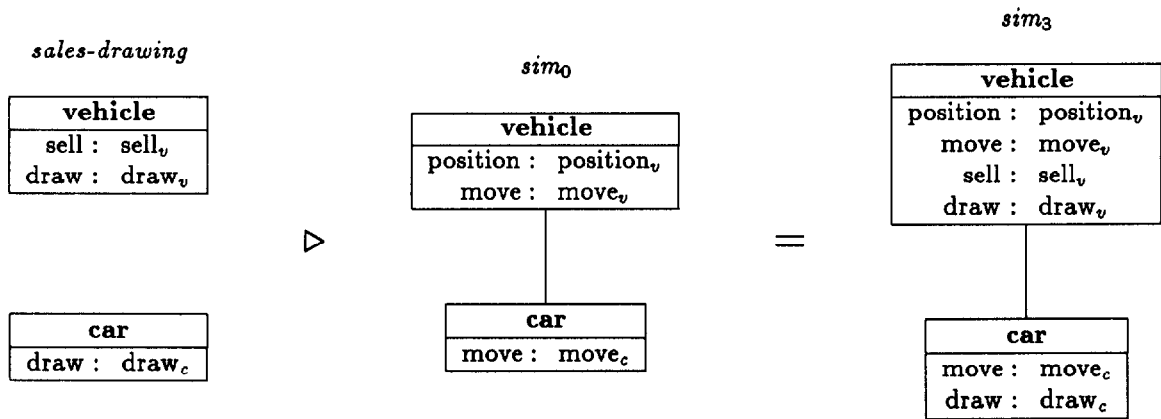 sales-drawing
vehicle
sell : sell_v
draw : draw_v
car
draw : draw_c
▷
sim_0
vehicle
position : position_v
move : move_v
car
move : move_c
=
sim_3
vehicle
position : position_v
move : move_v
sell : sell_v
draw : draw_v
car
move : move_c
draw : draw_c